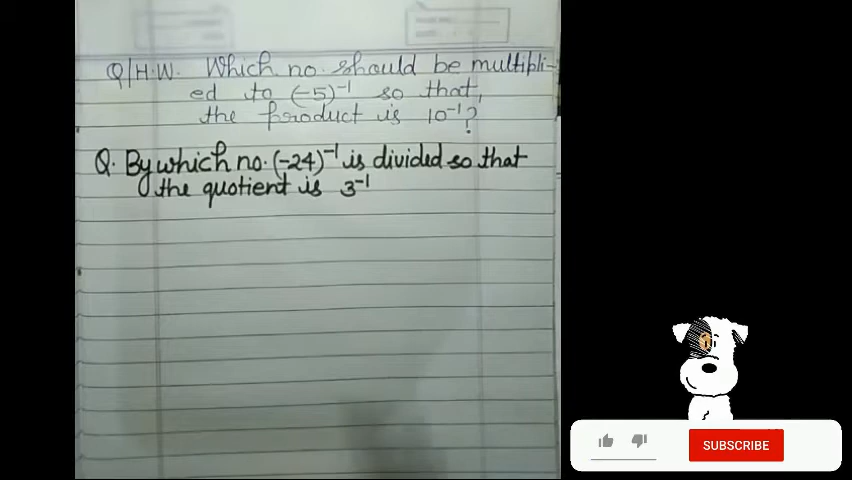 Q/H.W. Which no. should be multipli-
ed to (-5)⁻¹ so that,
the product is 10⁻¹?
Q. By which no. (-24)⁻¹ is divided so that
the quotient is 3⁻¹
SUBSCRIBE